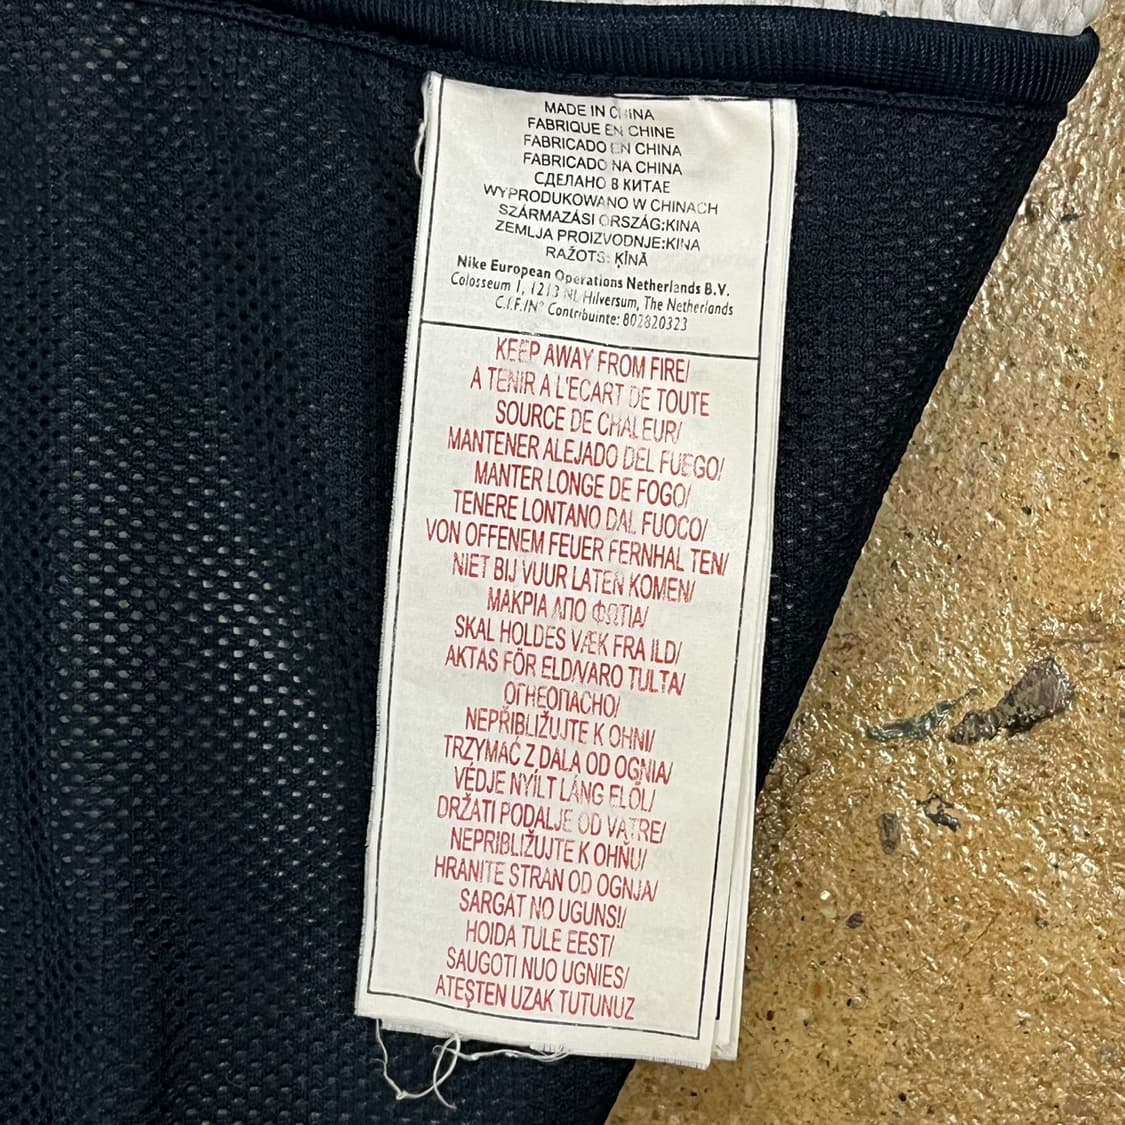 MADE IN CHINA
FABRIQUE EN CHINE
FABRICADO EN CHINA
FABRICADO NA CHINA
СДЕЛАНО В КИТАЕ
WYPRODUKOWANO W CHINACH
SZÁRMAZÁSI ORSZÁG:KINA
ZEMLJA PROIZVODNJE:KINA
RAŽOTS: ĶĪNĀ
Nike European Operations Netherlands B.V.
Colosseum 1, 1213 NL Hilversum, The Netherlands
C.I.F./N° Contribuinte: 802820323
KEEP AWAY FROM FIRE/
A TENIR A L'ECART DE TOUTE
SOURCE DE CHALEUR/
MANTENER ALEJADO DEL FUEGO/
MANTER LONGE DE FOGO/
TENERE LONTANO DAL FUOCO/
VON OFFENEM FEUER FERNHAL TEN/
NIET BIJ VUUR LATEN KOMEN/
ΜΑΚΡΙΑ ΑΠΟ ΦΩΤΙΑ/
SKAL HOLDES VÆK FRA ILD/
AKTAS FÖR ELD/VARO TULTA/
ОГНЕОПАСНО/
NEPŘIBLIŽUJTE K OHNI/
TRZYMAĆ Z DALA OD OGNIA/
VÉDJE NYÍLT LÁNG ELŐL/
DRŽATI PODALJE OD VATRE/
NEPRIBLIŽUJTE K OHŇU/
HRANITE STRAN OD OGNJA/
SARGĀT NO UGUNS!/
HOIDA TULE EEST/
SAUGOTI NUO UGNIES/
ATEŞTEN UZAK TUTUNUZ